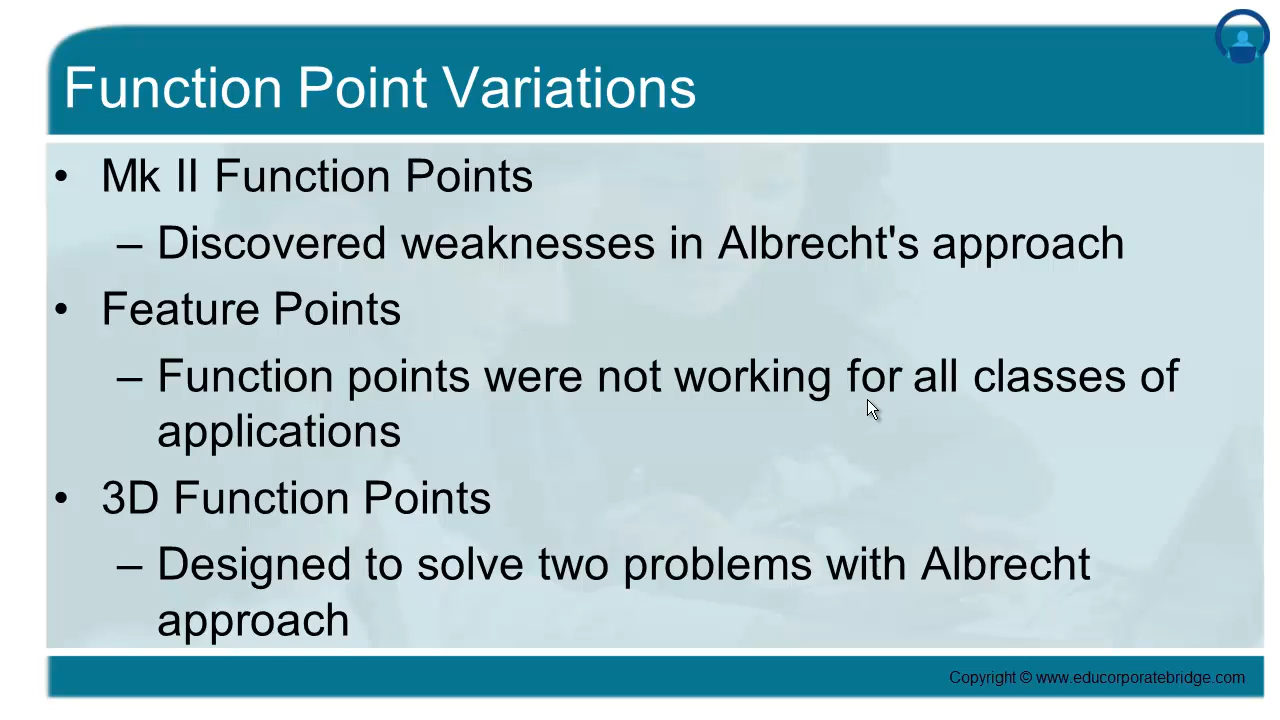 Function Point Variations
• Mk II Function Points
– Discovered weaknesses in Albrecht's approach
• Feature Points
– Function points were not working for all classes of
applications
• 3D Function Points
– Designed to solve two problems with Albrecht
approach
Copyright © www.educorporatebridge.com